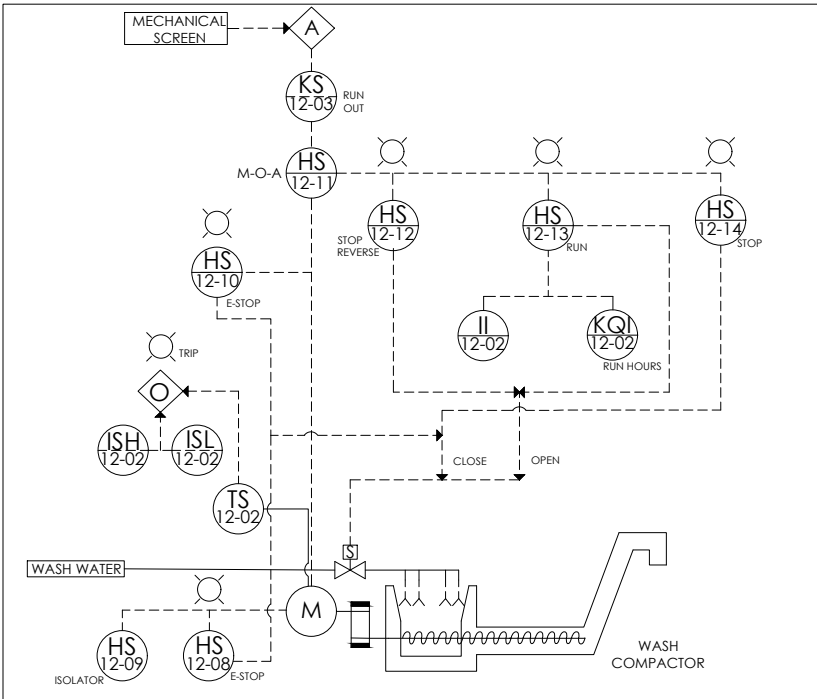 MECHANICAL
SCREEN
A
KS
12-03
RUN
OUT
M-O-A
HS
12-11
HS
12-12
STOP
REVERSE
HS
12-13
RUN
HS
12-14
STOP
HS
12-10
E-STOP
II
12-02
KQI
12-02
RUN HOURS
TRIP
O
ISH
12-02
ISL
12-02
TS
12-02
CLOSE
OPEN
S
WASH WATER
M
HS
12-09
ISOLATOR
HS
12-08
E-STOP
WASH
COMPACTOR